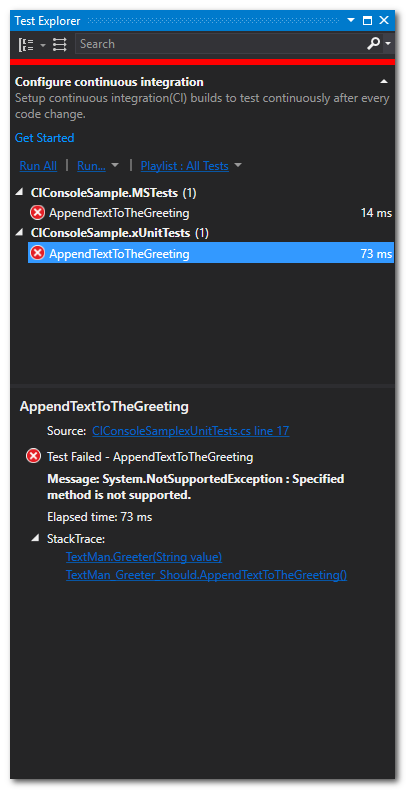 Test Explorer
Search
Configure continuous integration
Setup continuous integration(CI) builds to test continuously after every
code change.
Get Started
Run All | Run... | Playlist : All Tests
CIConsoleSample.MSTests (1)
AppendTextToTheGreeting 14 ms
CIConsoleSample.xUnitTests (1)
AppendTextToTheGreeting 73 ms
AppendTextToTheGreeting
Source: CIConsoleSamplexUnitTests.cs line 17
Test Failed - AppendTextToTheGreeting
Message: System.NotSupportedException : Specified
method is not supported.
Elapsed time: 73 ms
StackTrace:
TextMan.Greeter(String value)
TextMan_Greeter_Should.AppendTextToTheGreeting()